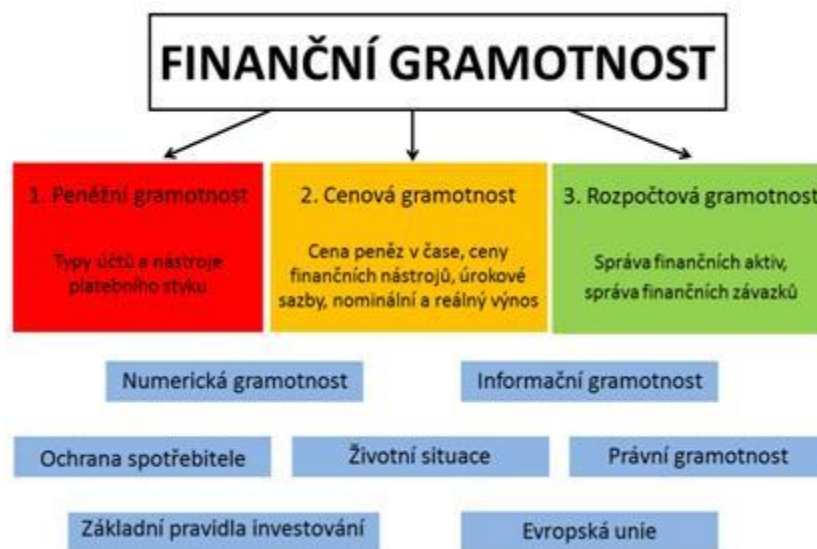 FINANČNÍ GRAMOTNOST
1. Peněžní gramotnost
Typy účtů a nástroje
platebního styku
2. Cenová gramotnost
Cena peněz v čase, ceny
finančních nástrojů, úrokové
sazby, nominální a reálný výnos
3. Rozpočtová gramotnost
Správa finančních aktiv,
správa finančních závazků
Numerická gramotnost
Informační gramotnost
Ochrana spotřebitele
Životní situace
Právní gramotnost
Základní pravidla investování
Evropská unie